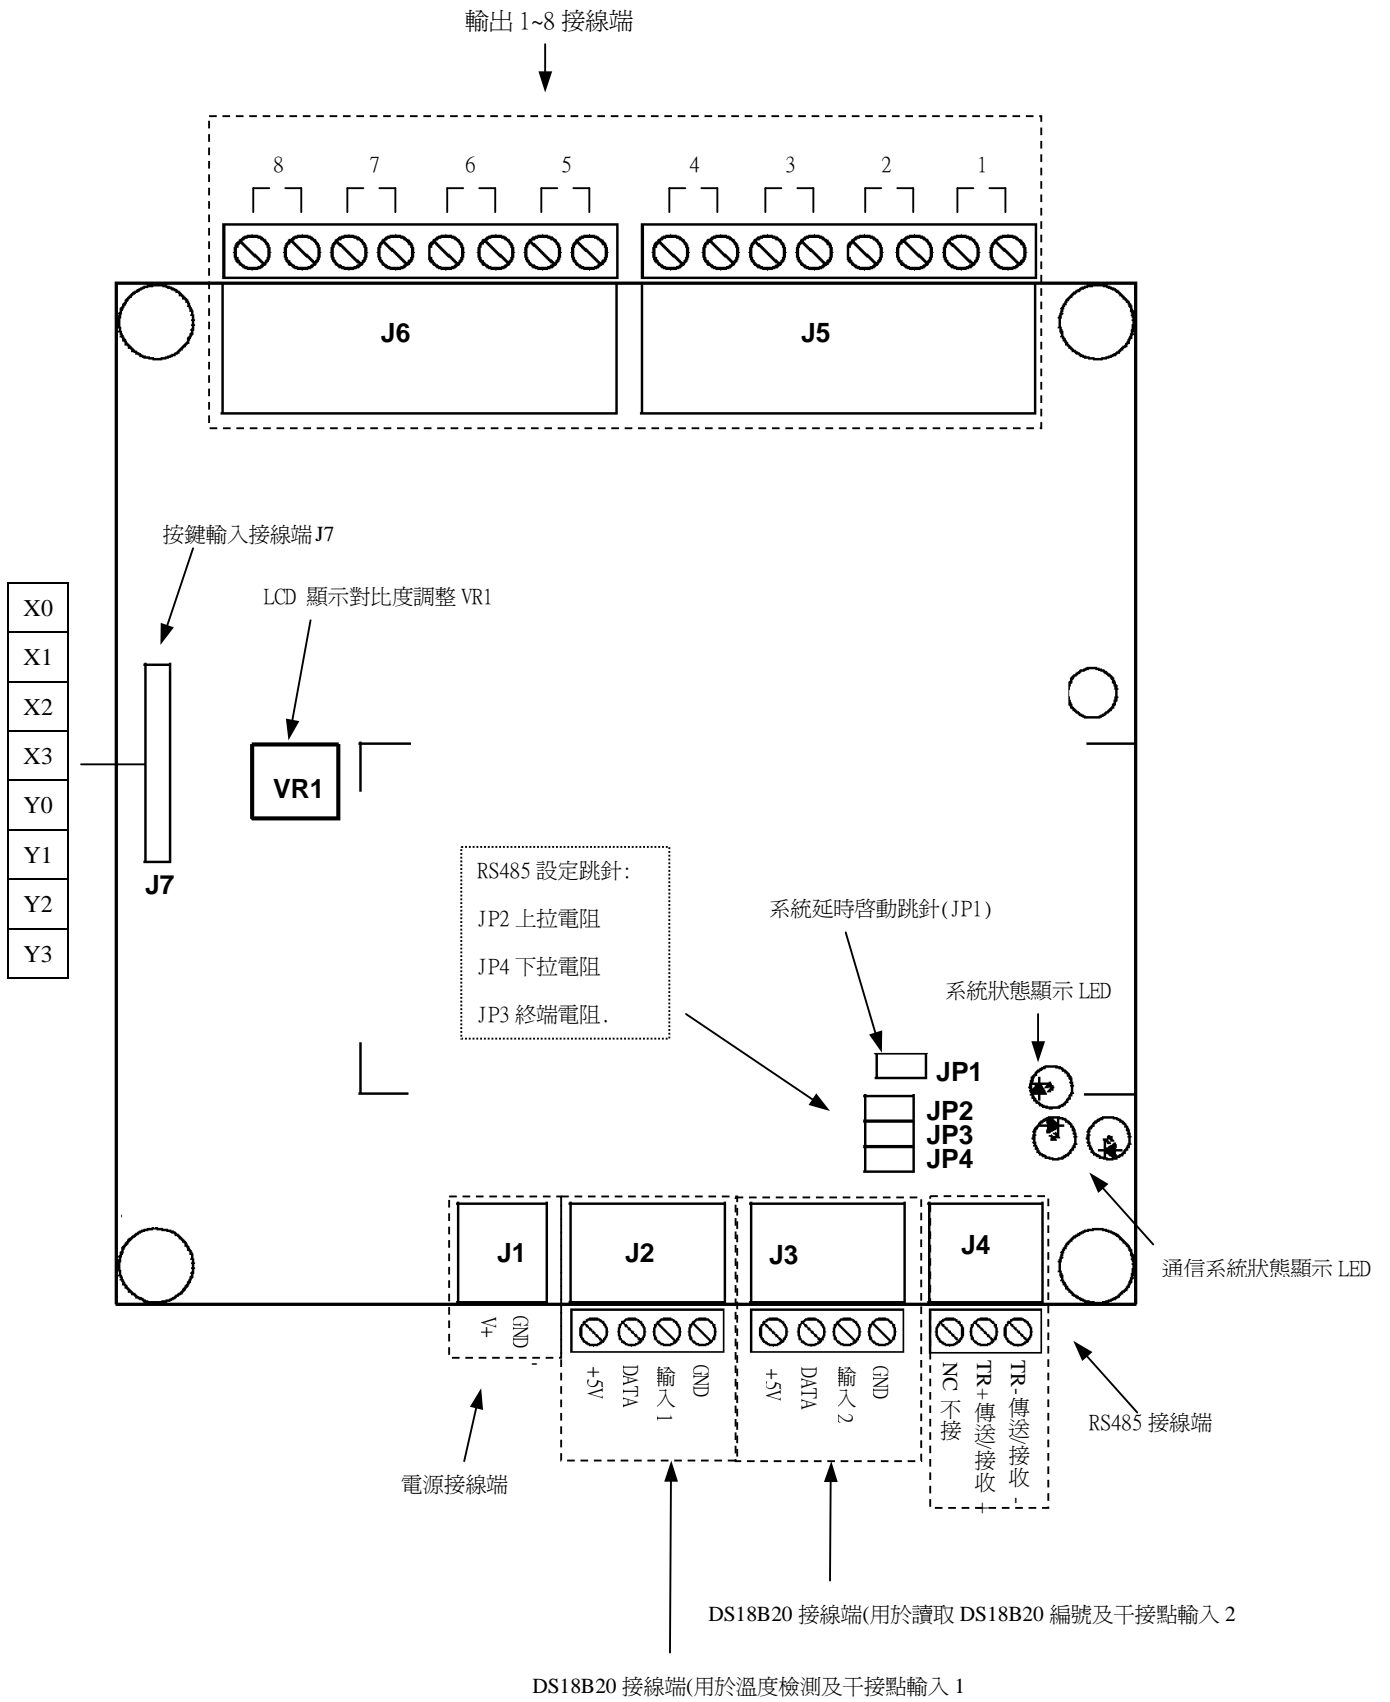 輸出 1~8 接線端
8 7 6 5 4 3 2 1
J6 J5
按鍵輸入接線端 J7
LCD 顯示對比度調整 VR1
X0
X1
X2
X3
Y0
Y1
Y2
Y3
VR1
J7
RS485 設定跳針:
JP2 上拉電阻
JP4 下拉電阻
JP3 終端電阻.
系統延時啓動跳針(JP1)
系統狀態顯示 LED
JP1
JP2
JP3
JP4
J1 J2 J3 J4
通信系統狀態顯示 LED
V+
GND
+5V
DATA
輸入 1
GND
+5V
DATA
輸入 2
GND
NC 不接
TR+傳送/接收 +
TR-傳送/接收 -
RS485 接線端
電源接線端
DS18B20 接線端(用於讀取 DS18B20 編號及干接點輸入 2
DS18B20 接線端(用於溫度檢測及干接點輸入 1